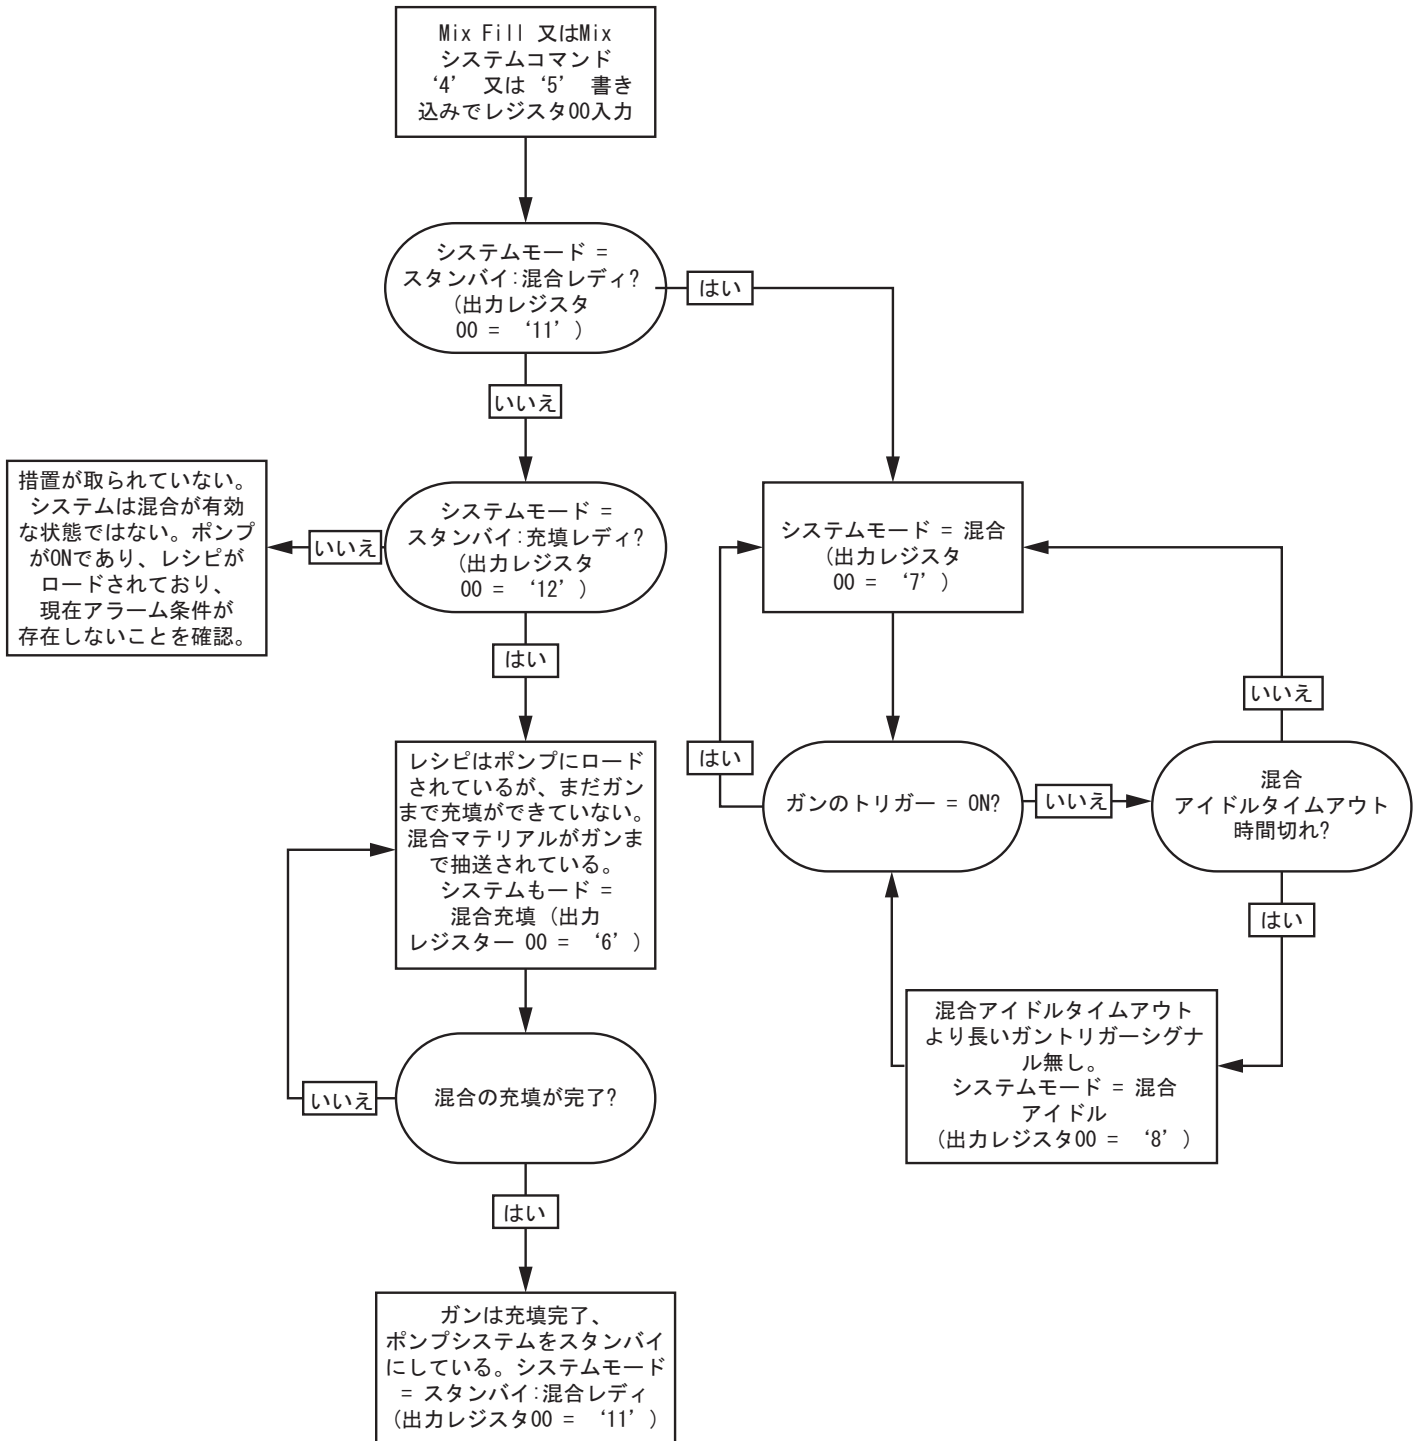 Mix Fill 又はMix
システムコマンド
‘4’ 又は ‘5’ 書き
込みでレジスタ00入力
システムモード =
スタンバイ:混合レディ?
(出力レジスタ
00 = ‘11’)
はい
いいえ
措置が取られていない。
システムは混合が有効
な状態ではない。ポンプ
がONであり、レシピが
ロードされており、
現在アラーム条件が
存在しないことを確認。
いいえ
システムモード =
スタンバイ:充填レディ?
(出力レジスタ
00 = ‘12’)
システムモード = 混合
(出力レジスタ
00 = ‘7’)
はい
いいえ
レシピはポンプにロード
されているが、まだガン
まで充填ができていない。
混合マテリアルがガンま
で抽送されている。
システムもード =
混合充填 (出力
レジスター 00 = ‘6’)
はい
ガンのトリガー = ON?
いいえ
混合
アイドルタイムアウト
時間切れ?
はい
混合アイドルタイムアウト
より長いガントリガーシグナ
ル無し。
システムモード = 混合
アイドル
(出力レジスタ00 = ‘8’)
いいえ
混合の充填が完了?
はい
ガンは充填完了、
ポンプシステムをスタンバイ
にしている。システムモード
= スタンバイ:混合レディ
(出力レジスタ00 = ‘11’)